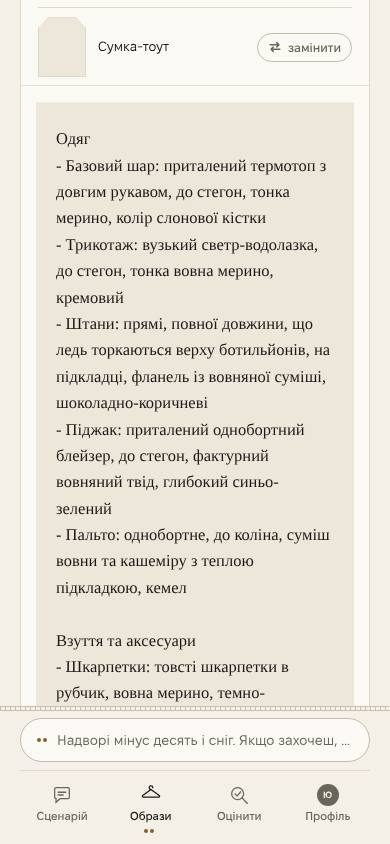 Сумка-тоут
замінити
Одяг
- Базовий шар: приталений термотоп з
довгим рукавом, до стегон, тонка
мерино, колір слонової кістки
- Трикотаж: вузький светр-водолазка,
до стегон, тонка вовна мерино,
кремовий
- Штани: прямі, повної довжини, що
ледь торкаються верху ботильйонів, на
підкладці, фланель із вовняної суміші,
шоколадно-коричневі
- Піджак: приталений однобортний
блейзер, до стегон, фактурний
вовняний твід, глибокий синьо-
зелений
- Пальто: однобортне, до коліна, суміш
вовни та кашеміру з теплою
підкладкою, кемел
Взуття та аксесуари
- Шкарпетки: товсті шкарпетки в
рубчик, вовна мерино, темно-
Надворі мінус десять і сніг. Якщо захочеш, ...
Сценарій
Образи
Оцінити
Ю
Профіль